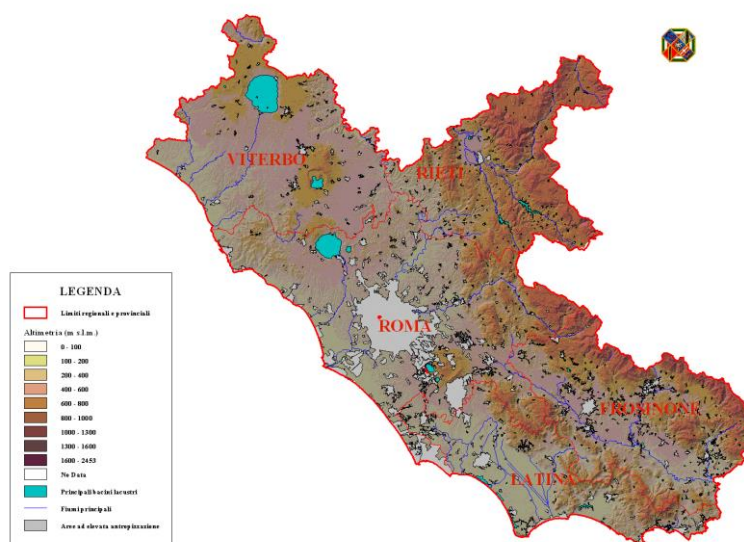 VITERBO
RIETI
ROMA
FROSINONE
LATINA
LEGENDA
Limiti regionali e provinciali
Altimetria (m s.l.m.)
0 - 100
100 - 200
200 - 400
400 - 600
600 - 800
800 - 1000
1000 - 1300
1300 - 1600
1600 - 2453
No Data
Principali bacini lacustri
Fiumi principali
Aree ad elevata antropizzazione